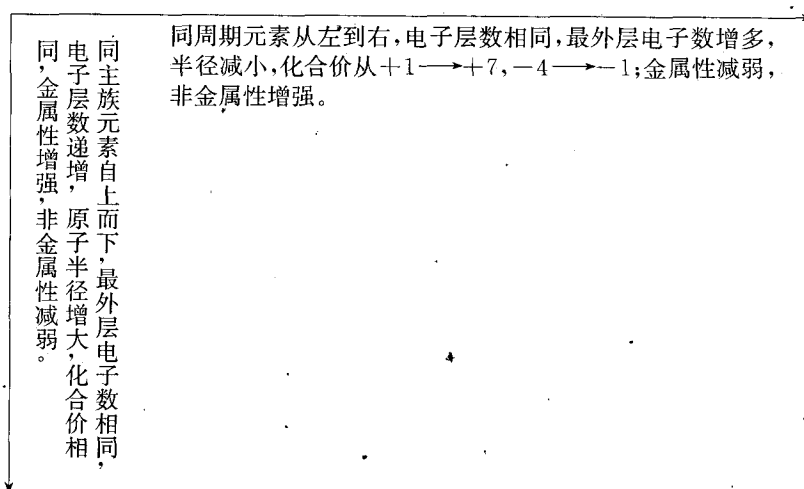 同周期元素从左到右,电子层数相同,最外层电子数增多,
半径减小,化合价从+1⟶+7,-4⟶-1;金属性减弱,
非金属性增强。
同主族元素自上而下,最外层电子数相同,
电子层数递增,原子半径增大,化合价相
同,金属性增强,非金属性减弱。